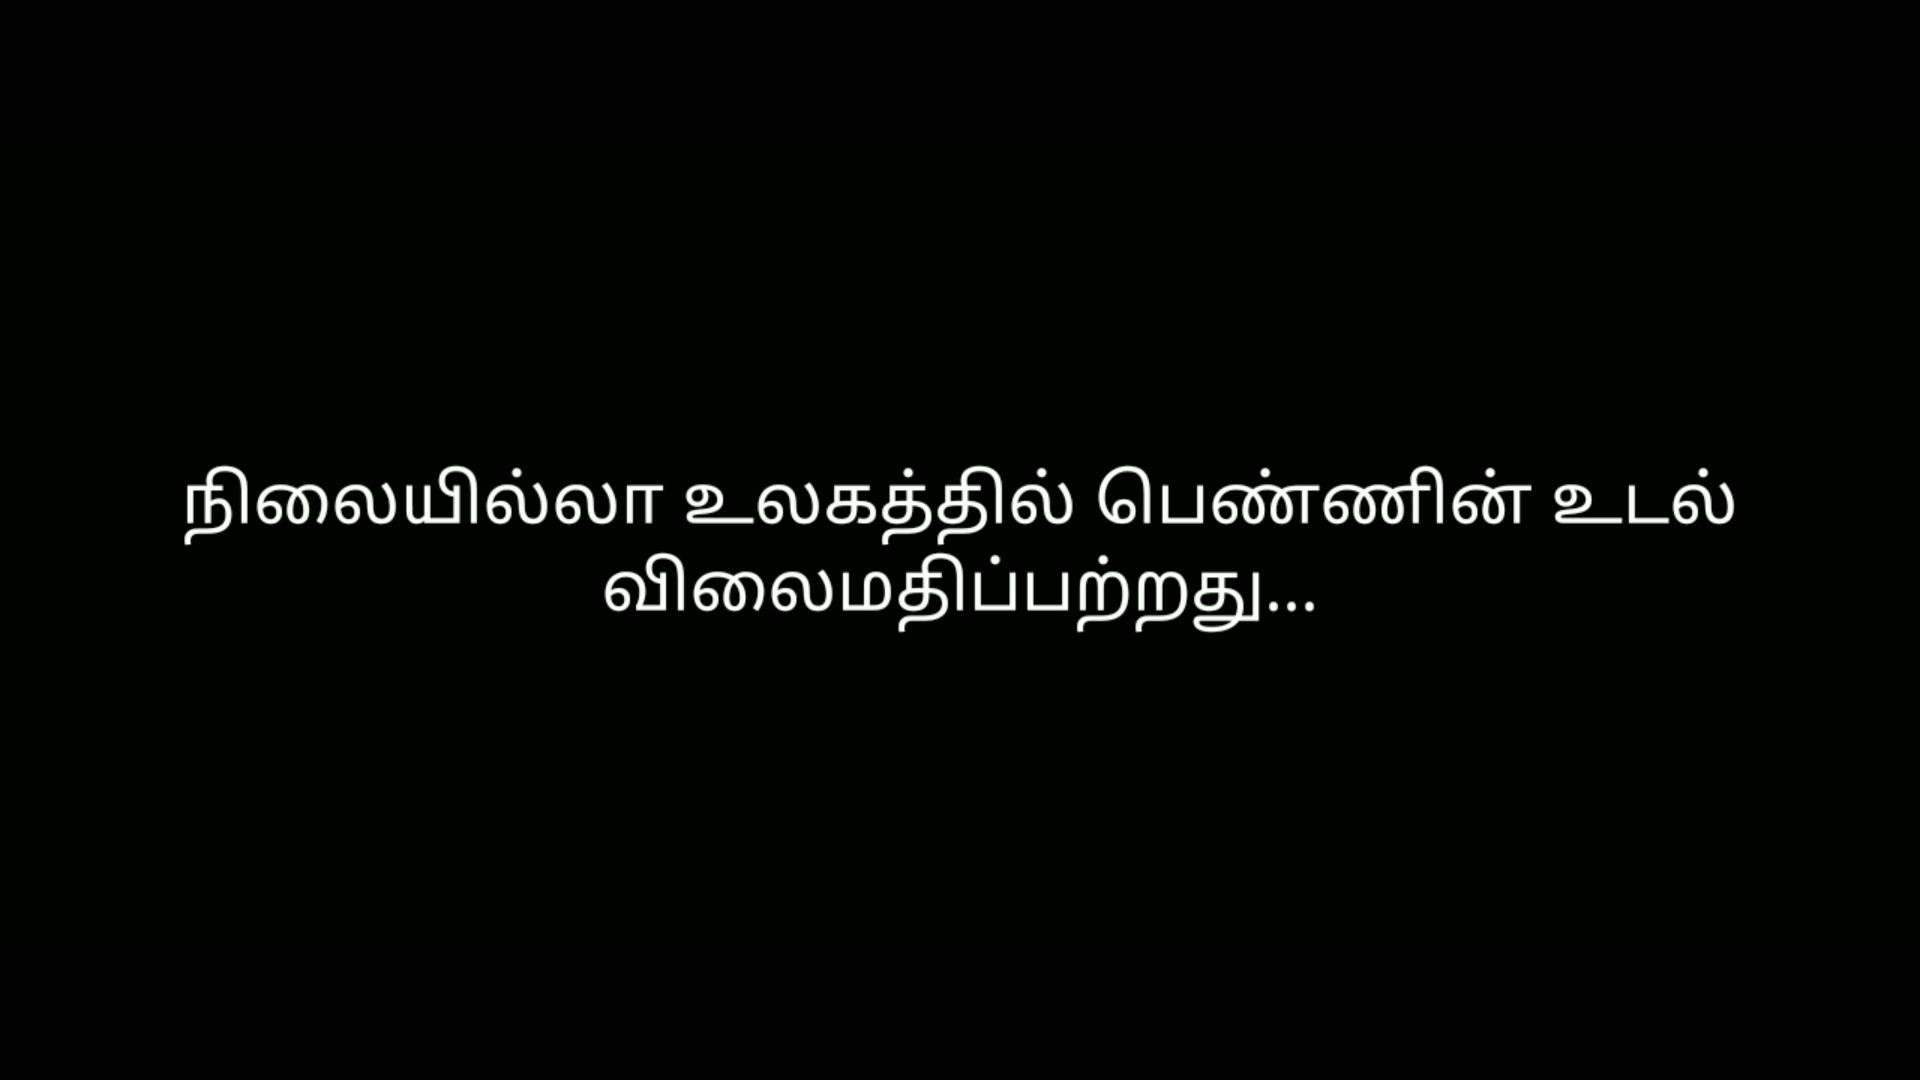 நிலையில்லா உலகத்தில் பெண்ணின் உடல்
விலைமதிப்பற்றது...